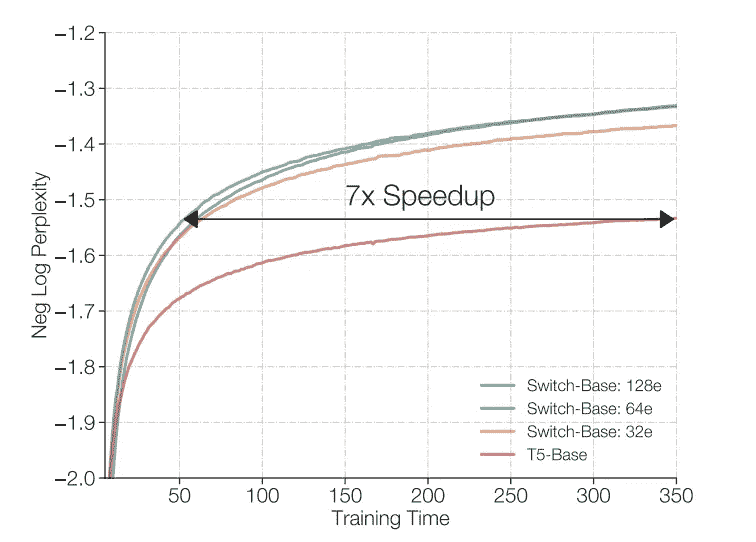 −1.2
−1.3
−1.4
−1.5
−1.6
−1.7
−1.8
−1.9
−2.0
Neg Log Perplexity
7x Speedup
Switch-Base: 128e
Switch-Base: 64e
Switch-Base: 32e
T5-Base
50 100 150 200 250 300 350
Training Time